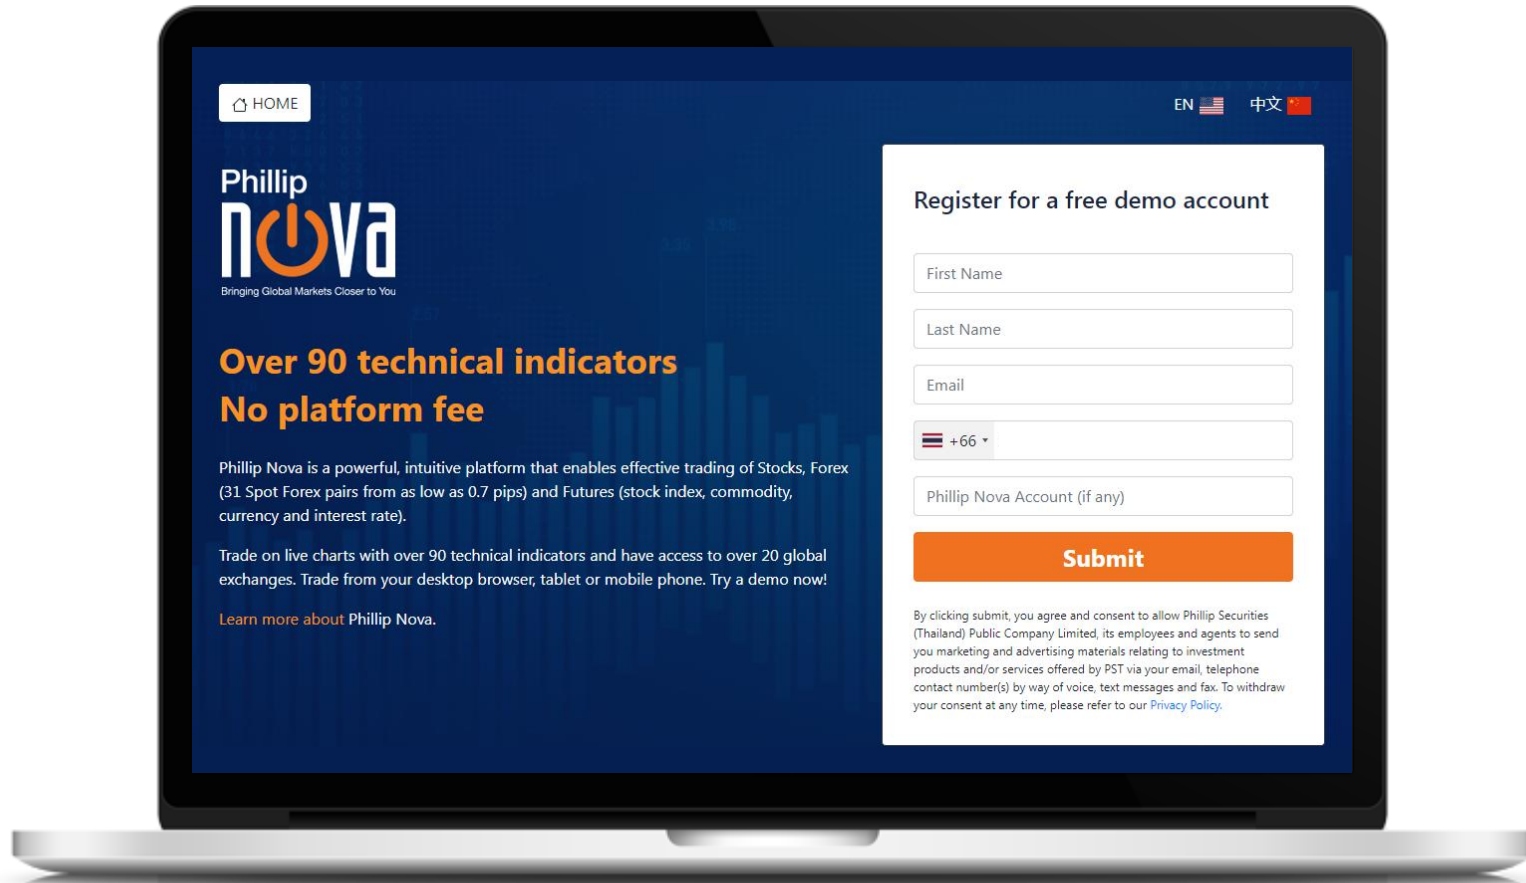 HOME
EN
中文
Phillip
nova
Bringing Global Markets Closer to You
Over 90 technical indicators
No platform fee
Phillip Nova is a powerful, intuitive platform that enables effective trading of Stocks, Forex
(31 Spot Forex pairs from as low as 0.7 pips) and Futures (stock index, commodity,
currency and interest rate).
Trade on live charts with over 90 technical indicators and have access to over 20 global
exchanges. Trade from your desktop browser, tablet or mobile phone. Try a demo now!
Learn more about Phillip Nova.
Register for a free demo account
First Name
Last Name
Email
+66
Phillip Nova Account (if any)
Submit
By clicking submit, you agree and consent to allow Phillip Securities
(Thailand) Public Company Limited, its employees and agents to send
you marketing and advertising materials relating to investment
products and/or services offered by PST via your email, telephone
contact number(s) by way of voice, text messages and fax. To withdraw
your consent at any time, please refer to our Privacy Policy.